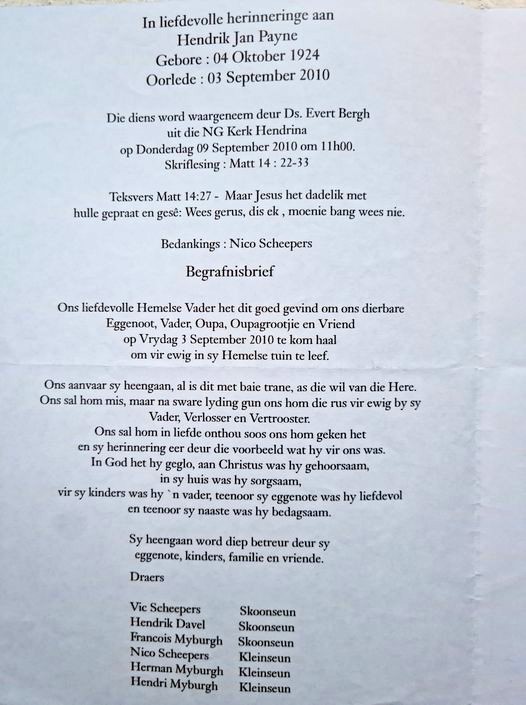 In liefdevolle herinneringe aan
Hendrik Jan Payne
Gebore : 04 Oktober 1924
Oorlede : 03 September 2010
Die diens word waargeneem deur Ds. Evert Bergh
uit die NG Kerk Hendrina
op Donderdag 09 September 2010 om 11h00.
Skriflesing : Matt 14 : 22-33
Teksvers Matt 14:27 - Maar Jesus het dadelik met
hulle gepraat en gesê: Wees gerus, dis ek , moenie bang wees nie.
Bedankings : Nico Scheepers
Begrafnisbrief
Ons liefdevolle Hemelse Vader het dit goed gevind om ons dierbare
Eggenoot, Vader, Oupa, Oupagrootjie en Vriend
op Vrydag 3 September 2010 te kom haal
om vir ewig in sy Hemelse tuin te leef.
Ons aanvaar sy heengaan, al is dit met baie trane, as die wil van die Here.
Ons sal hom mis, maar na sware lyding gun ons hom die rus vir ewig by sy
Vader, Verlosser en Vertrooster.
Ons sal hom in liefde onthou soos ons hom geken het
en sy herinnering eer deur die voorbeeld wat hy vir ons was.
In God het hy geglo, aan Christus was hy gehoorsaam,
in sy huis was hy sorgsaam,
vir sy kinders was hy `n vader, teenoor sy eggenote was hy liefdevol
en teenoor sy naaste was hy bedagsaam.
Sy heengaan word diep betreur deur sy
eggenote, kinders, familie en vriende.
Draers
Vic Scheepers Skoonseun
Hendrik Davel Skoonseun
Francois Myburgh Skoonseun
Nico Scheepers Kleinseun
Herman Myburgh Kleinseun
Hendri Myburgh Kleinseun